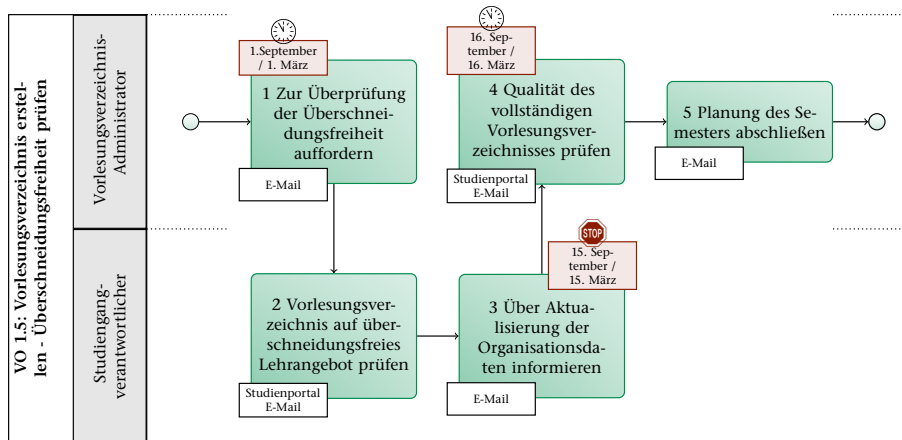 VO 1.5: Vorlesungsverzeichnis erstel-
len - Überschneidungsfreiheit prüfen
Vorlesungsverzeichnis-
Administrator
1.September
/ 1. März
1 Zur Überprüfung
der Überschnei-
dungsfreiheit
auffordern
E-Mail
16. Sep-
tember /
16. März
4 Qualität des
vollständigen
Vorlesungsver-
zeichnisses prüfen
Studienportal
E-Mail
5 Planung des Se-
mesters abschließen
E-Mail
Studiengang-
verantwortlicher
2 Vorlesungsver-
zeichnis auf über-
schneidungsfreies
Lehrangebot prüfen
Studienportal
E-Mail
STOP
15. Sep-
tember /
15. März
3 Über Aktua-
lisierung der
Organisationsda-
ten informieren
E-Mail